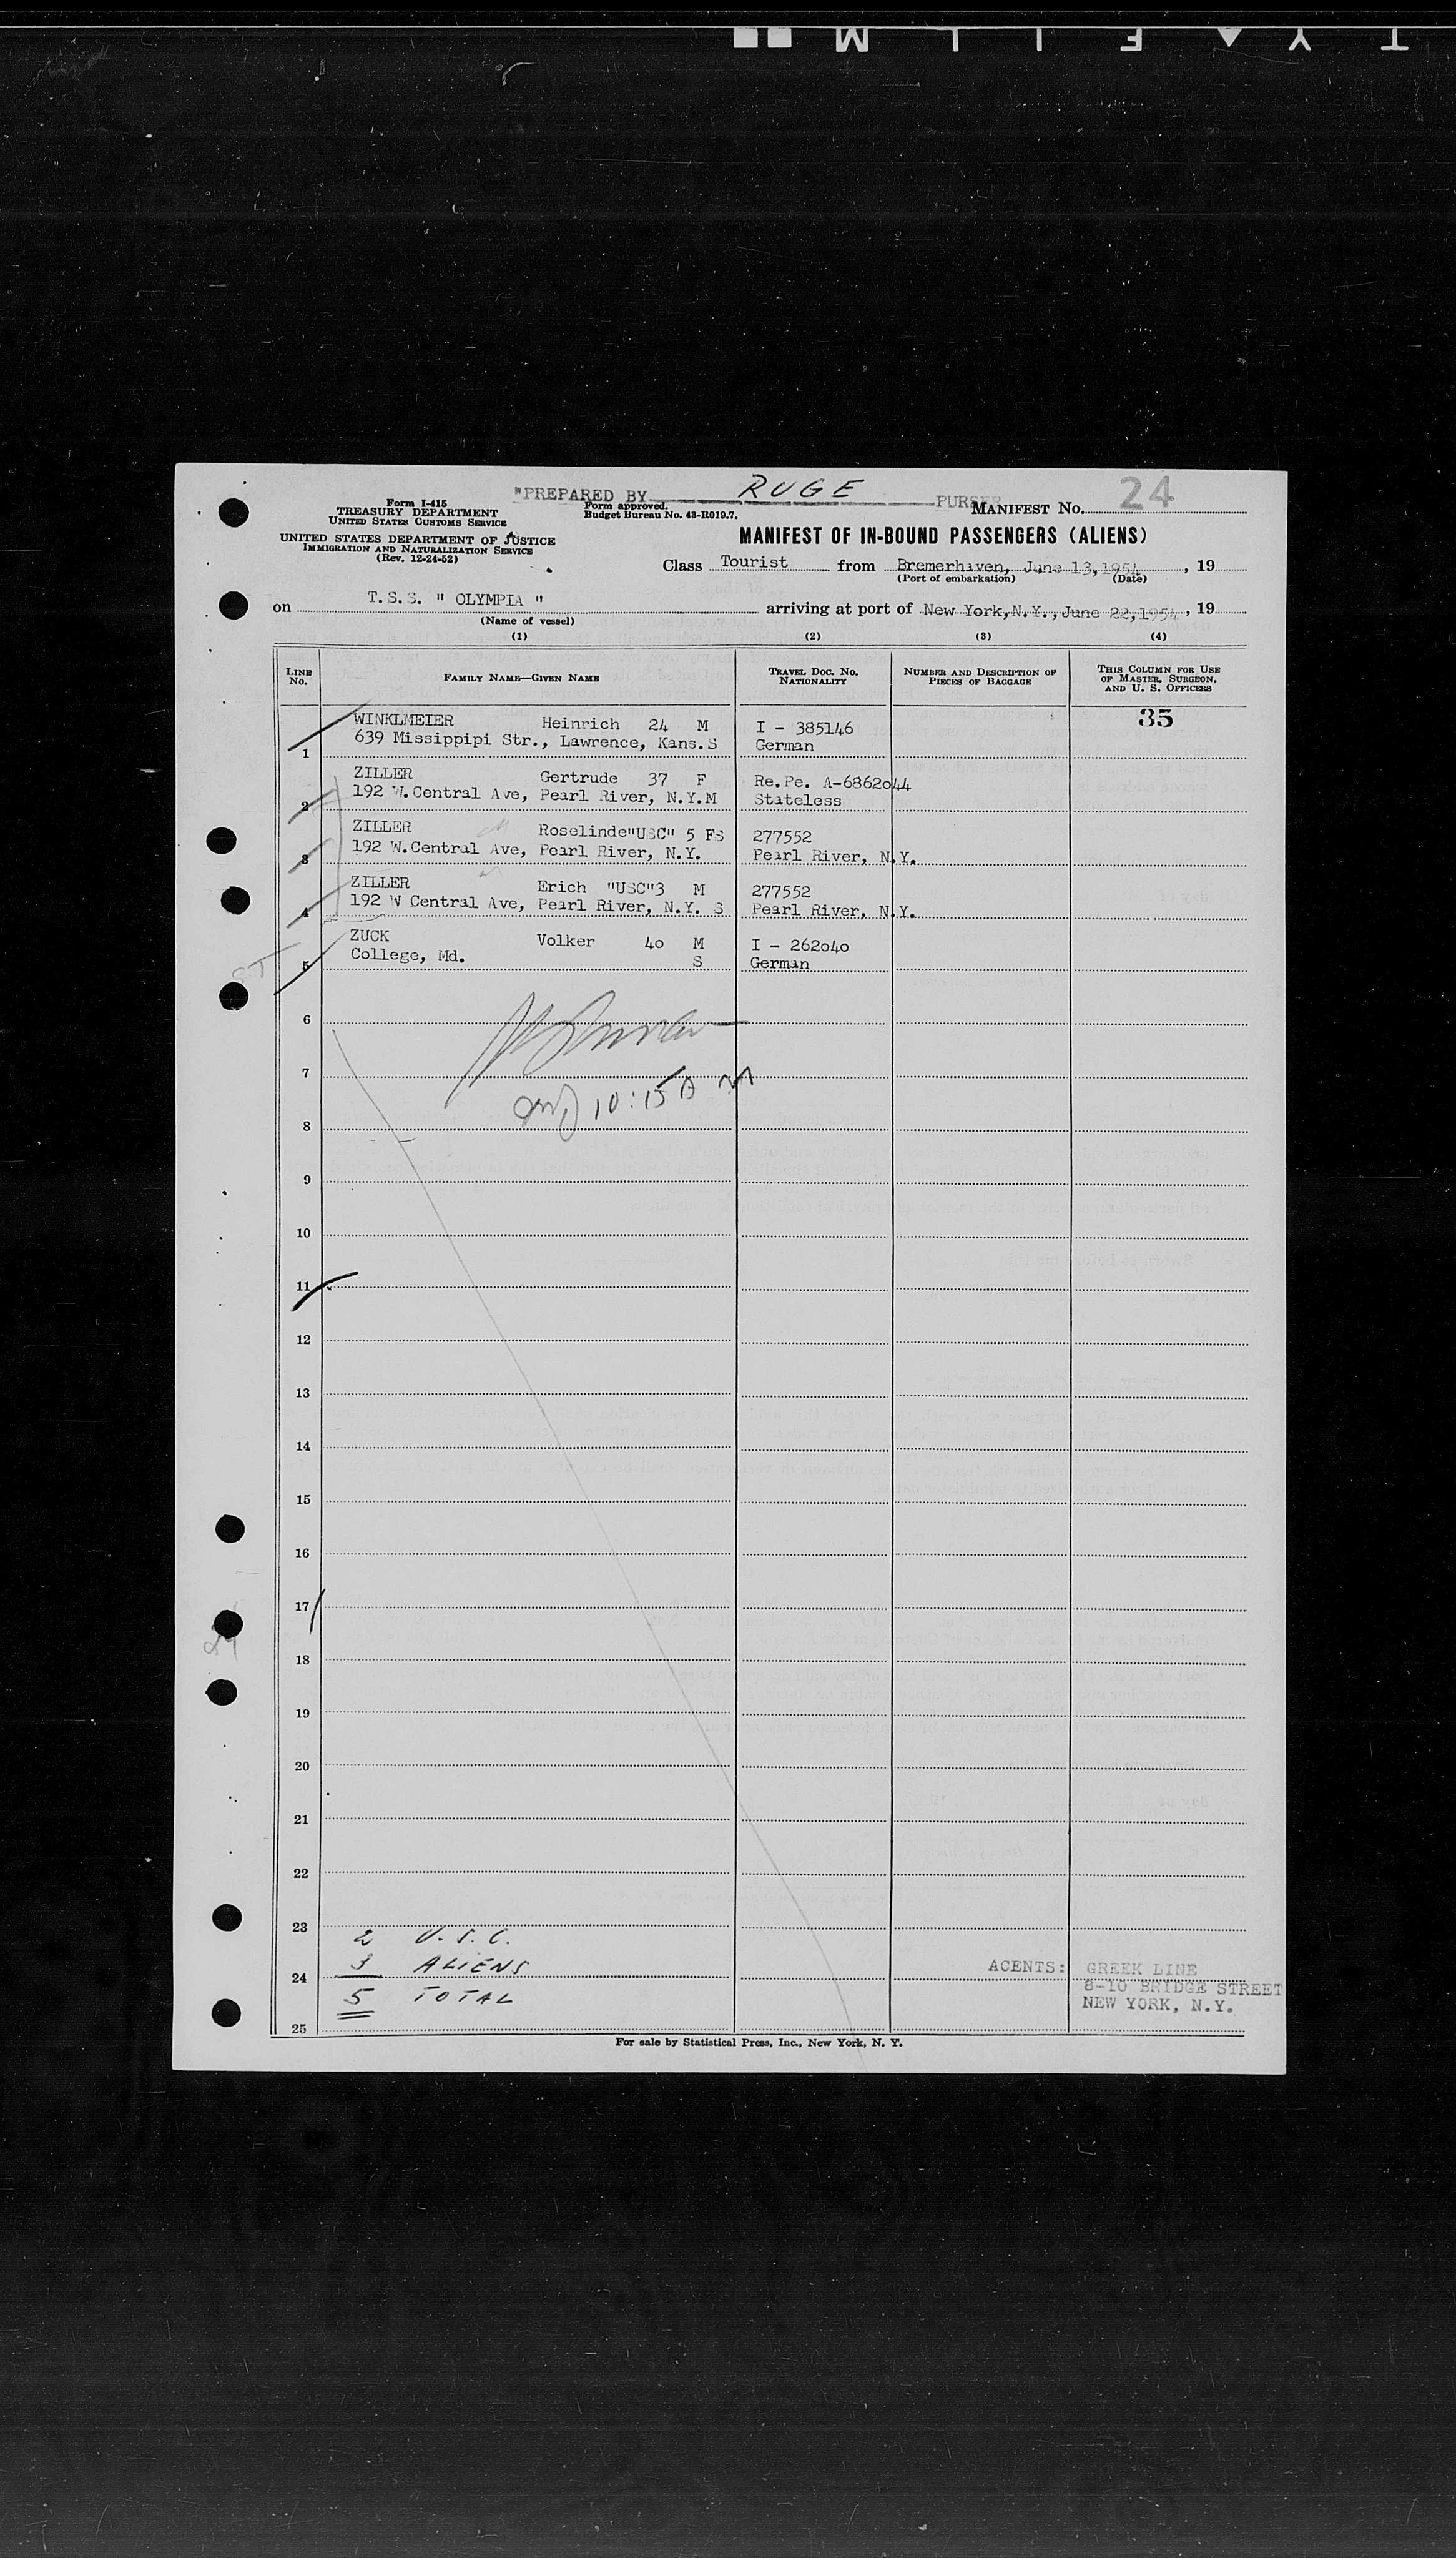 T Y F I L M
"PREPARED BY RUGE PURSER
Form I-415
TREASURY DEPARTMENT
UNITED STATES CUSTOMS SERVICE
Form approved.
Budget Bureau No. 43-R019.7.
MANIFEST No. 24
UNITED STATES DEPARTMENT OF JUSTICE
IMMIGRATION AND NATURALIZATION SERVICE
(Rev. 12-24-52)
MANIFEST OF IN-BOUND PASSENGERS (ALIENS)
Class Tourist from Bremerhaven, June 13, 1954, 19
(Port of embarkation) (Date)
on T.S.S. " OLYMPIA " arriving at port of New York, N.Y., June 22, 1954, 19
(Name of vessel)
(1) (2) (3) (4)
LINE No. FAMILY NAME—GIVEN NAME TRAVEL DOC. NO. NATIONALITY NUMBER AND DESCRIPTION OF PIECES OF BAGGAGE THIS COLUMN FOR USE OF MASTER, SURGEON, AND U. S. OFFICERS
35
WINKLMEIER Heinrich 24 M I - 385146
1 639 Missippipi Str., Lawrence, Kans. S German
ZILLER Gertrude 37 F Re.Pe. A-6862o44
2 192 W. Central Ave, Pearl River, N.Y. M Stateless
ZILLER Roselinde "USC" 5 FS 277552
3 192 W. Central Ave, Pearl River, N.Y. Pearl River, N.Y.
ZILLER Erich "USC" 3 M 277552
4 192 W Central Ave, Pearl River, N.Y. S Pearl River, N.Y.
ZUCK Volker 4o M I - 262o4o
5 College, Md. S German
ST
6
7
10:15 A M
8
9
10
11
12
13
14
15
16
17
24
18
19
20
21
22
23
2 U.S.C.
3 ALIENS
24
5 TOTAL
25
AGENTS: GREEK LINE
8-10 BRIDGE STREET
NEW YORK, N.Y.
For sale by Statistical Press, Inc., New York, N. Y.